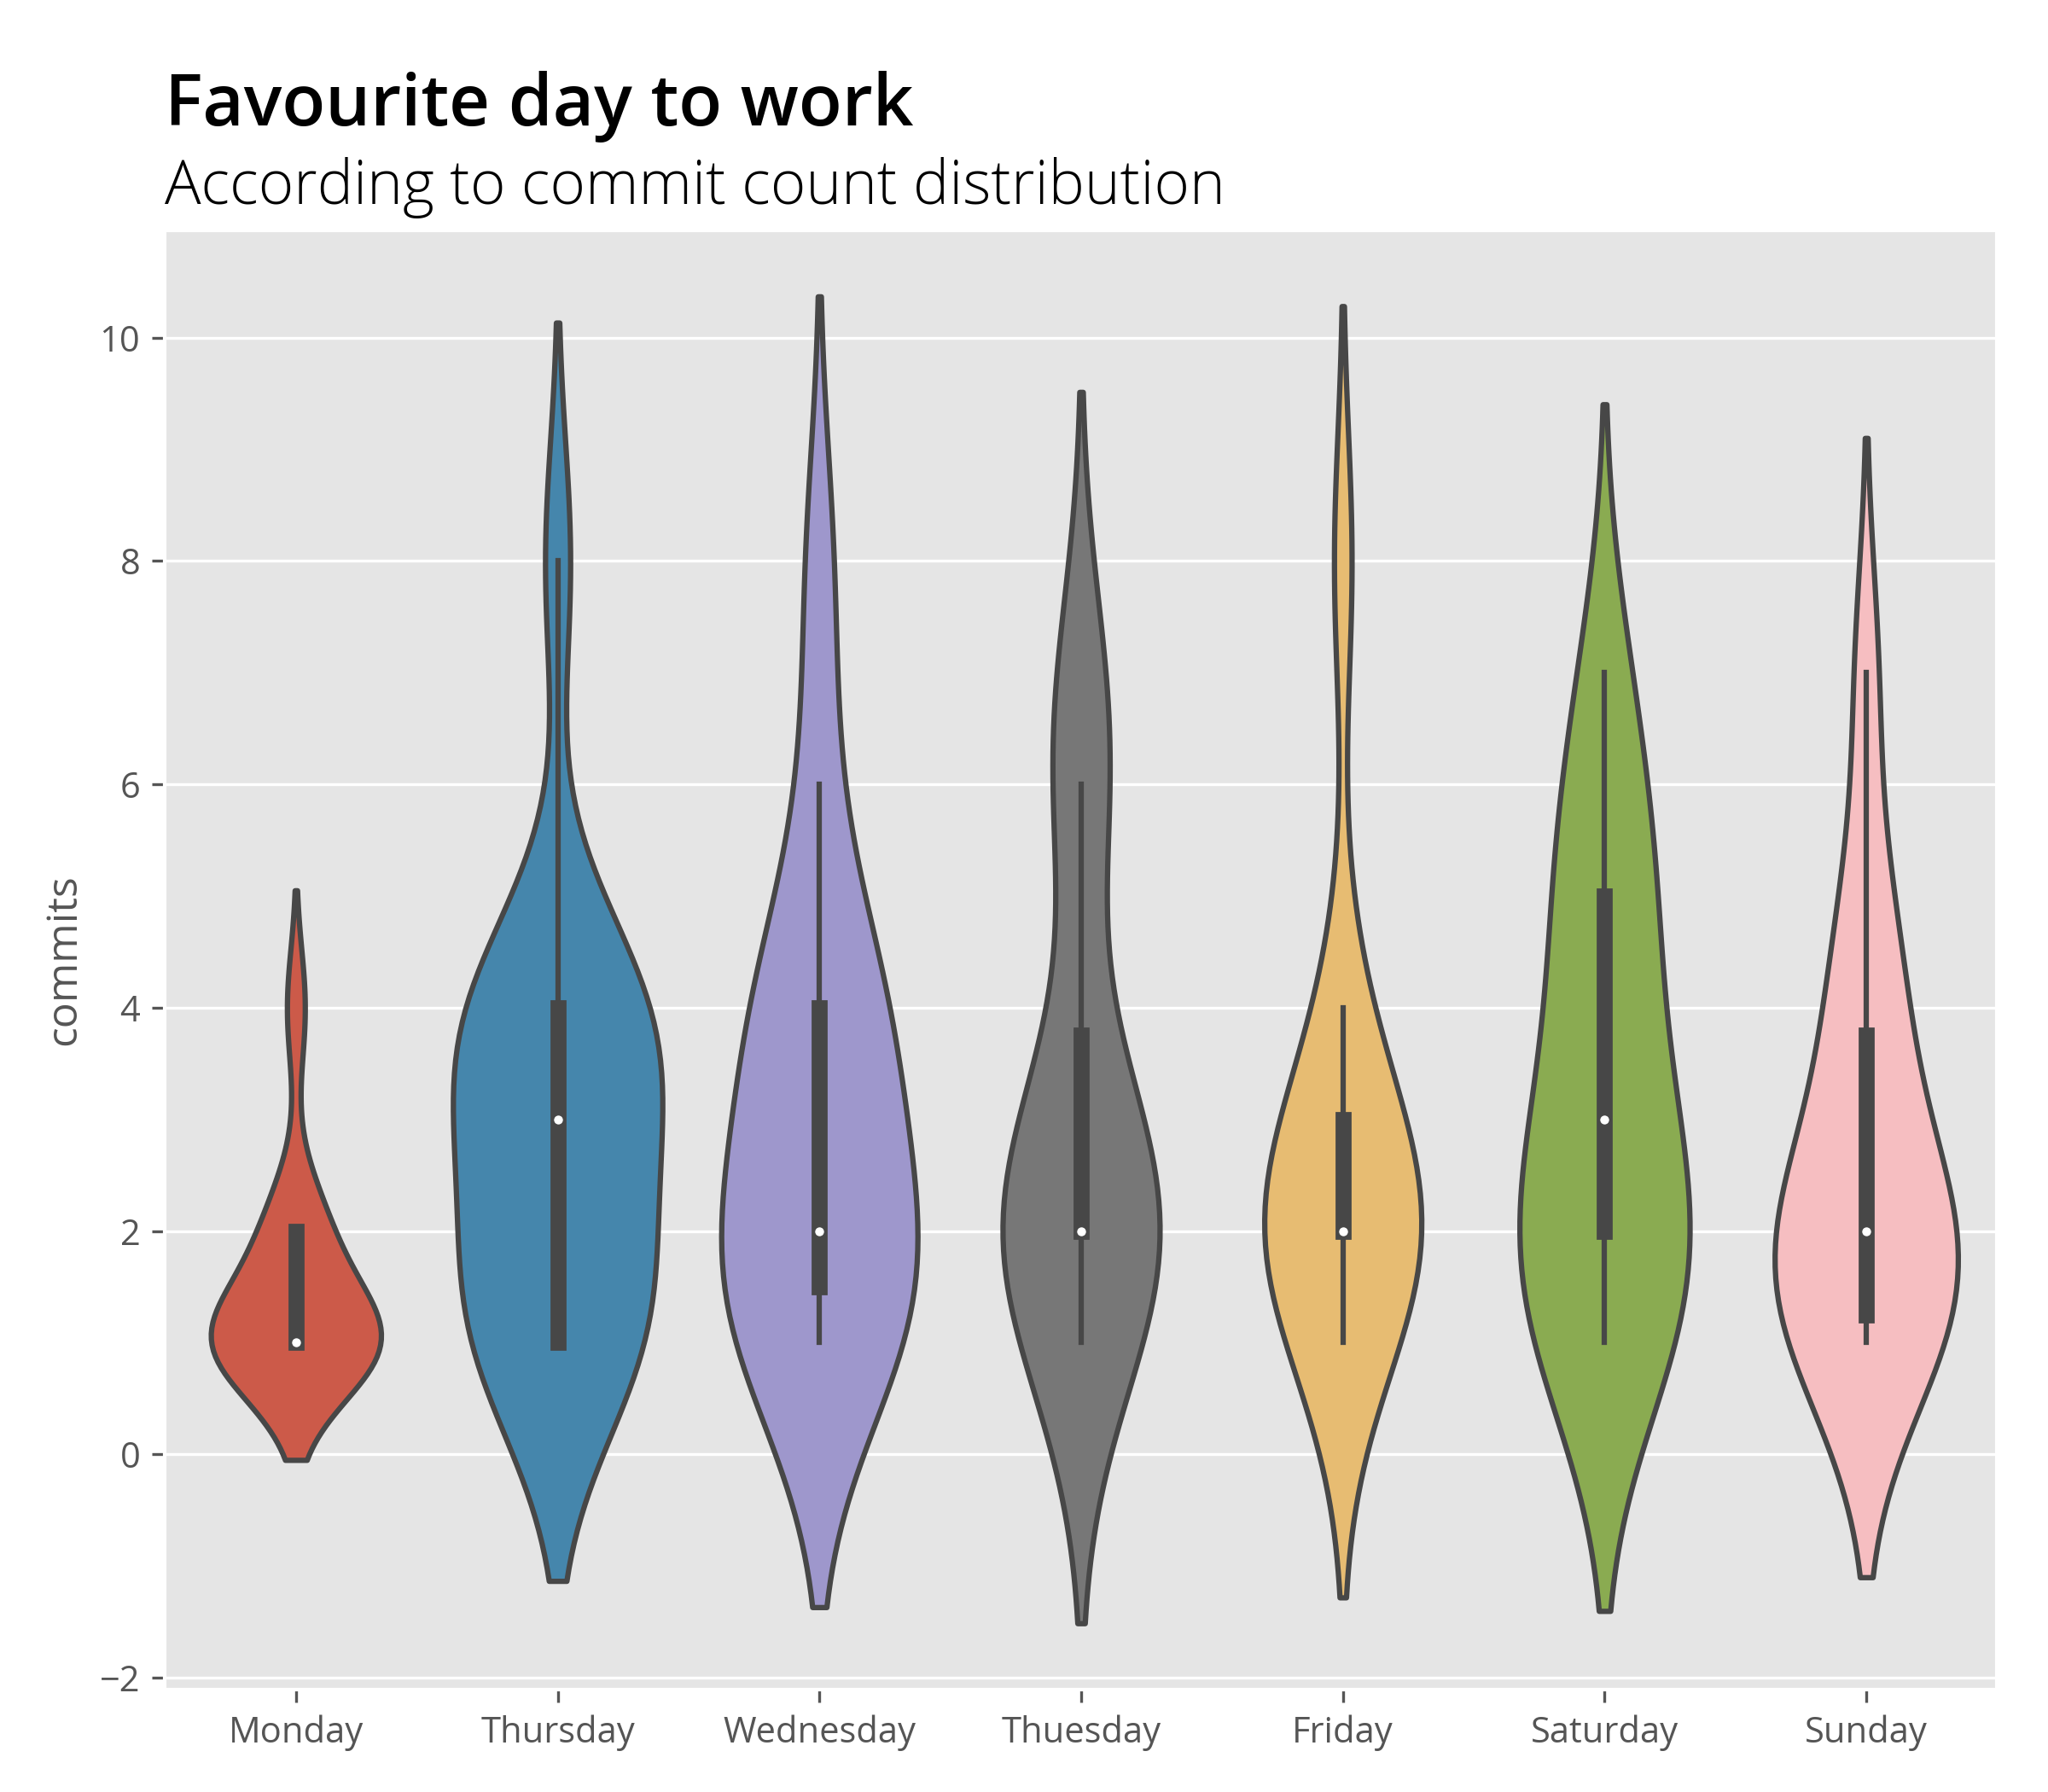 Favourite day to work
According to commit count distribution
10
8
6
4
2
0
−2
commits
Monday Thursday Wednesday Thuesday Friday Saturday Sunday